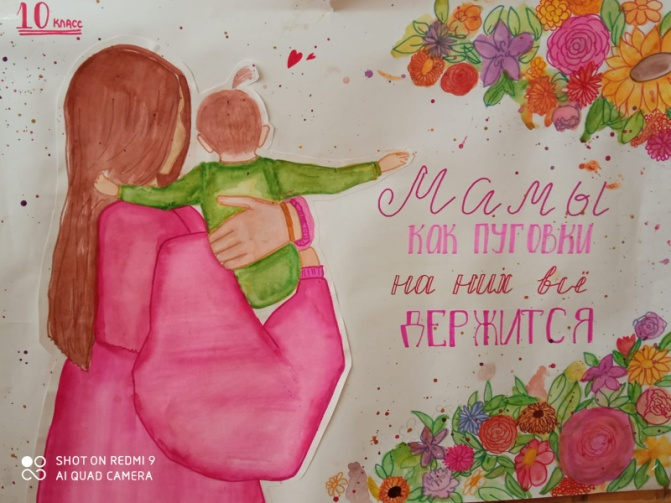 10 КЛАСС
Мамы
КАК ПУГОВКИ
на них всё
ДЕРЖИТСЯ
SHOT ON REDMI 9
AI QUAD CAMERA